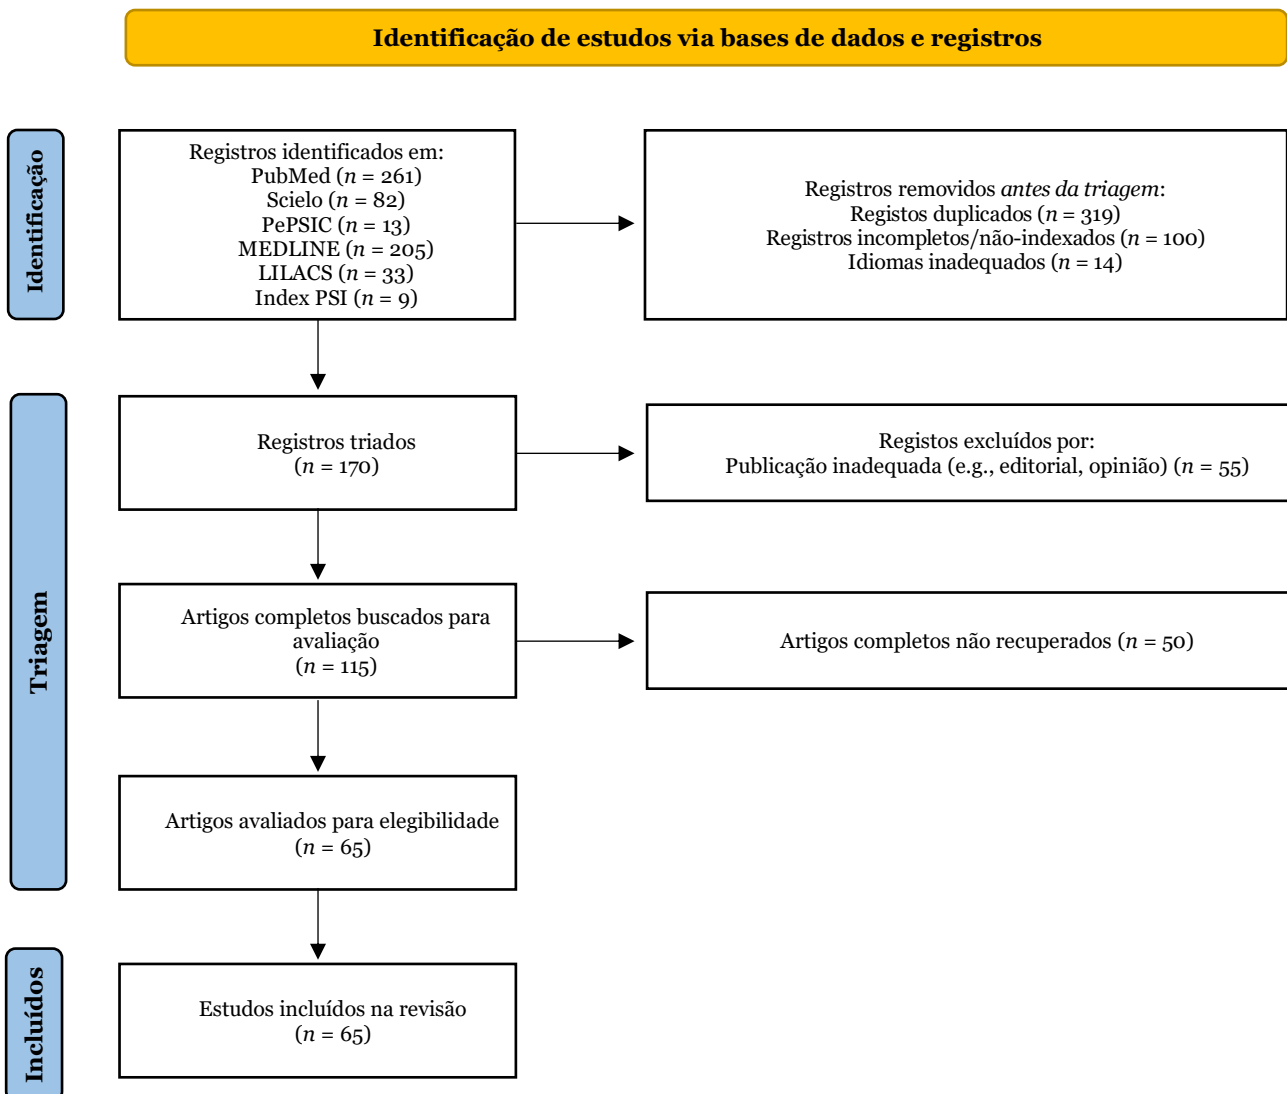 Identificação de estudos via bases de dados e registros
Identificação
Registros identificados em:
PubMed (n = 261)
Scielo (n = 82)
PePSIC (n = 13)
MEDLINE (n = 205)
LILACS (n = 33)
Index PSI (n = 9)
Registros removidos antes da triagem:
Registos duplicados (n = 319)
Registros incompletos/não-indexados (n = 100)
Idiomas inadequados (n = 14)
Triagem
Registros triados
(n = 170)
Registos excluídos por:
Publicação inadequada (e.g., editorial, opinião) (n = 55)
Artigos completos buscados para
avaliação
(n = 115)
Artigos completos não recuperados (n = 50)
Artigos avaliados para elegibilidade
(n = 65)
Incluídos
Estudos incluídos na revisão
(n = 65)